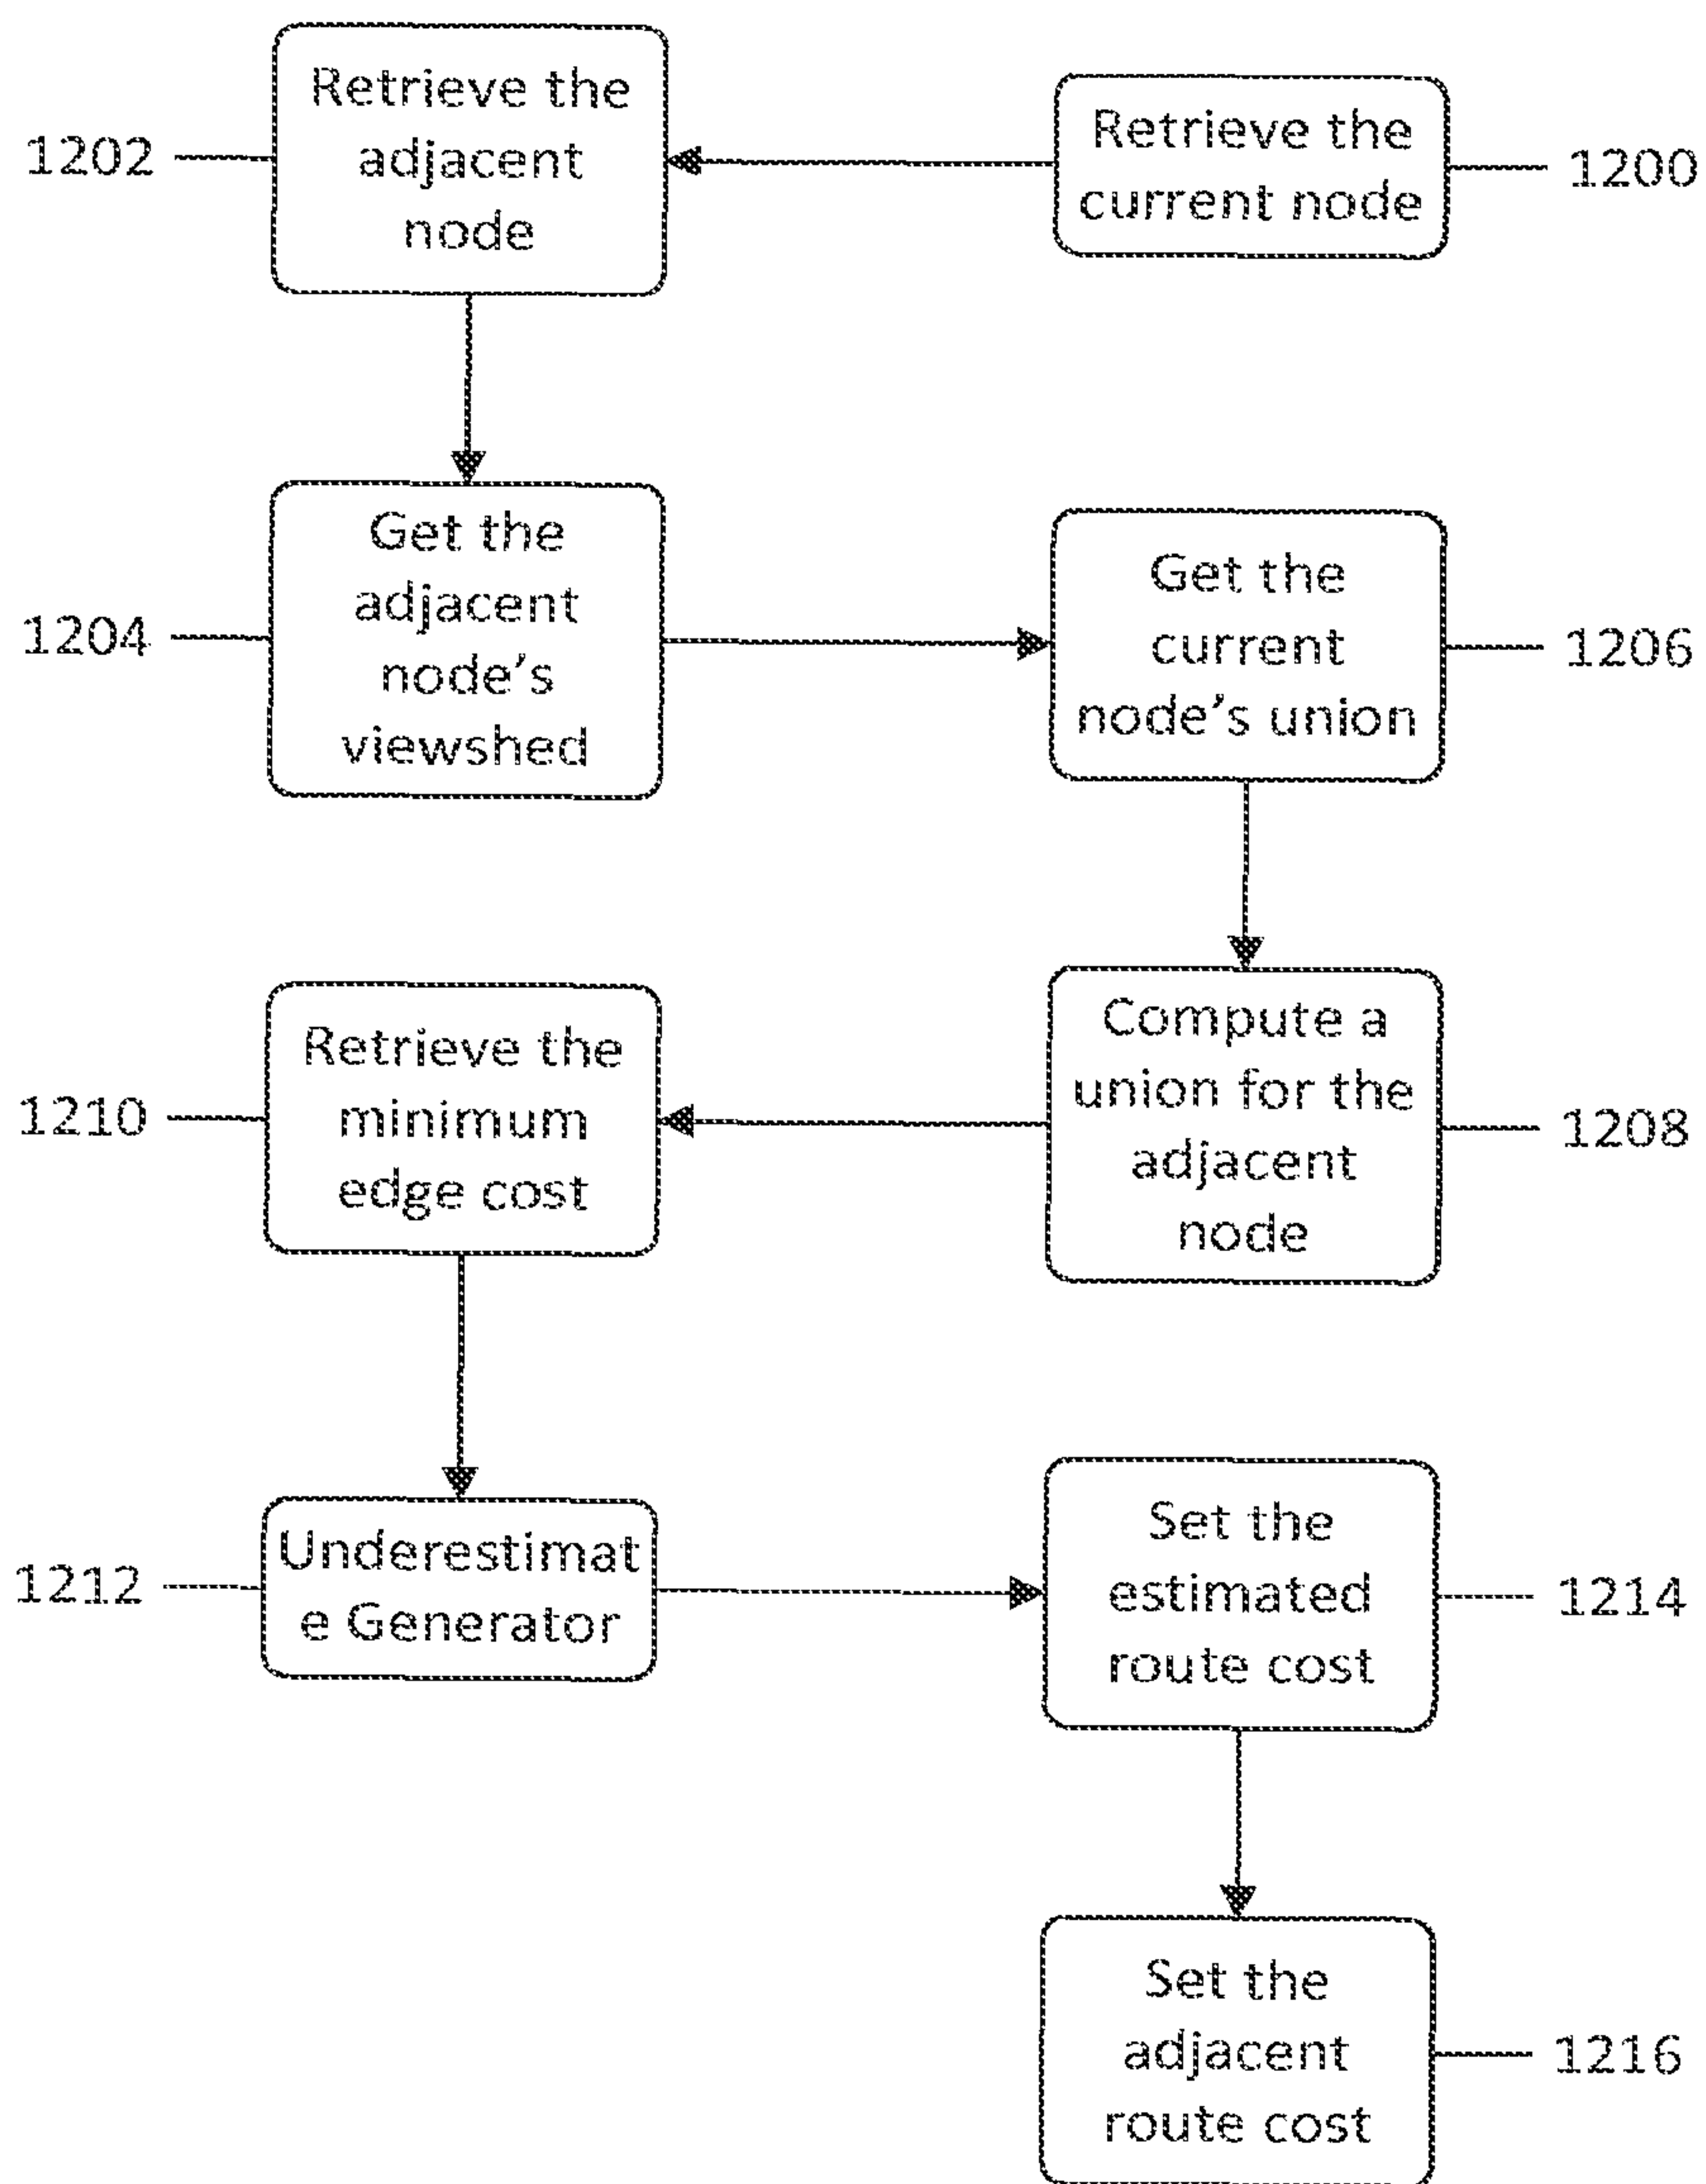 Retrieve the
adjacent
node
1202
Retrieve the
current node
1200
Get the
adjacent
node's
viewshed
1204
Get the
current
node's union
1206
Compute a
union for the
adjacent
node
1208
Retrieve the
minimum
edge cost
1210
Underestimat
e Generator
1212
Set the
estimated
route cost
1214
Set the
adjacent
route cost
1216